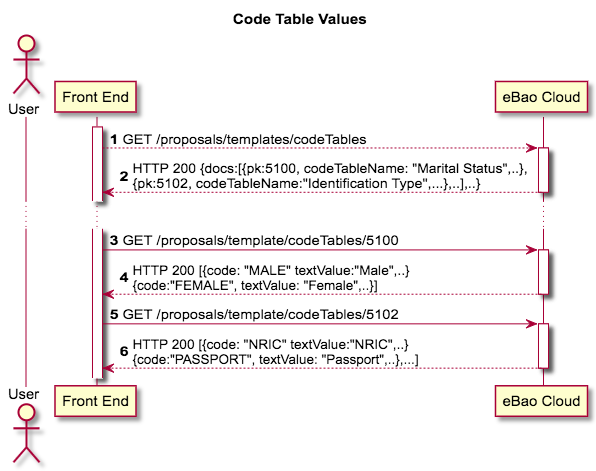 Code Table Values
User
Front End
eBao Cloud
1 GET /proposals/templates/codeTables
2 HTTP 200 {docs:[{pk:5100, codeTableName: "Marital Status",..},
{pk:5102, codeTableName:"Identification Type",...},..],..}
3 GET /proposals/template/codeTables/5100
4 HTTP 200 [{code: "MALE" textValue:"Male",..}
{code:"FEMALE", textValue: "Female",..}]
5 GET /proposals/template/codeTables/5102
6 HTTP 200 [{code: "NRIC" textValue:"NRIC",..}
{code:"PASSPORT", textValue: "Passport",..},...]
User
Front End
eBao Cloud